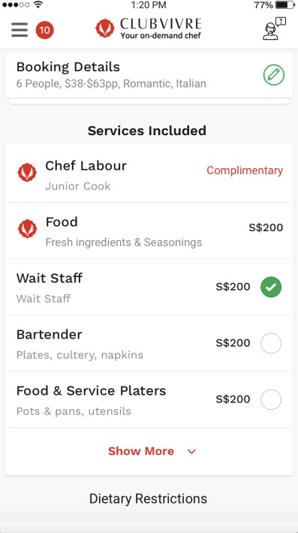 1:20 PM
77%
10
CLUBVIVRE
Your on-demand chef
?
Booking Details
6 People, $38-$63pp, Romantic, Italian
Services Included
Chef Labour
Complimentary
Junior Cook
Food
S$200
Fresh ingredients & Seasonings
Wait Staff
S$200
Wait Staff
Bartender
S$200
Plates, cultery, napkins
Food & Service Platers
S$200
Pots & pans, utensils
Show More
Dietary Restrictions